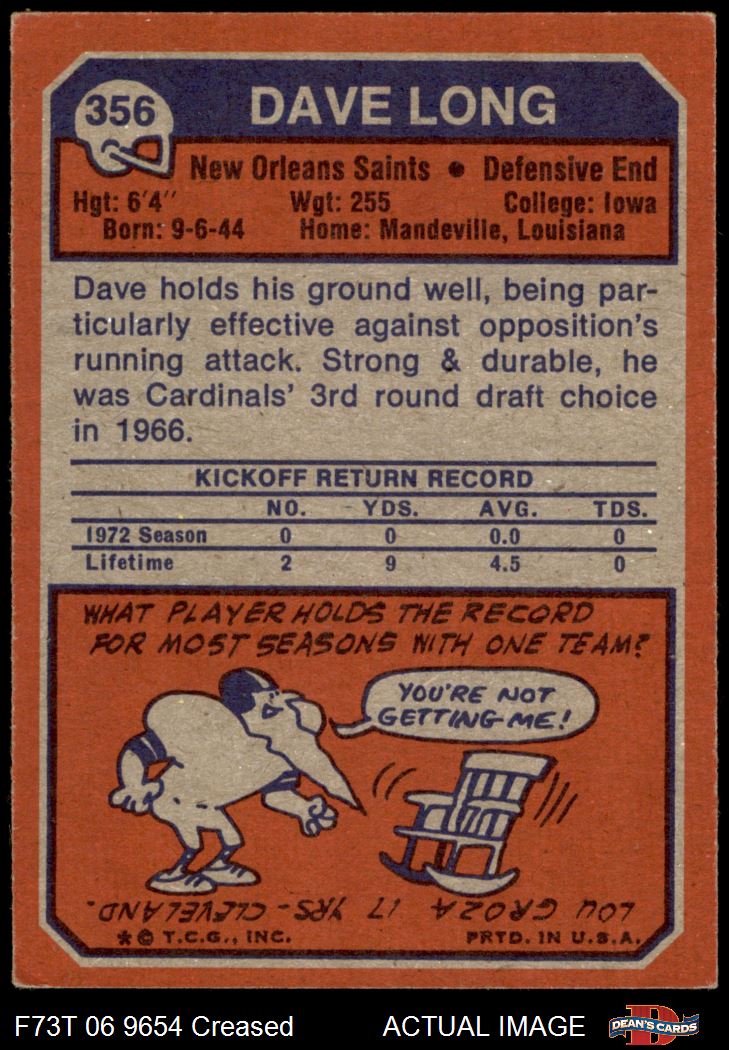 356
DAVE LONG
New Orleans Saints • Defensive End
Hgt: 6'4" Wgt: 255 College: Iowa
Born: 9-6-44 Home: Mandeville, Louisiana
Dave holds his ground well, being par-
ticularly effective against opposition's
running attack. Strong & durable, he
was Cardinals' 3rd round draft choice
in 1966.
KICKOFF RETURN RECORD
NO. YDS. AVG. TDS.
1972 Season 0 0 0.0 0
Lifetime 2 9 4.5 0
WHAT PLAYER HOLDS THE RECORD
FOR MOST SEASONS WITH ONE TEAM?
YOU'RE NOT
GETTING ME!
LOU GROZA 17 YRS-CLEVELAND.
*© T.C.G., INC. PRTD. IN U.S.A.
F73T 06 9654 Creased ACTUAL IMAGE
DEAN'S CARDS